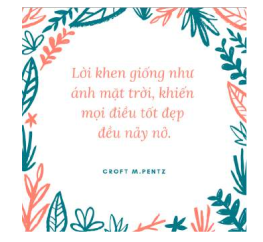 Lời khen giống như
ánh mặt trời, khiến
mọi điều tốt đẹp
đều nảy nở.
CROFT M.PENTZ